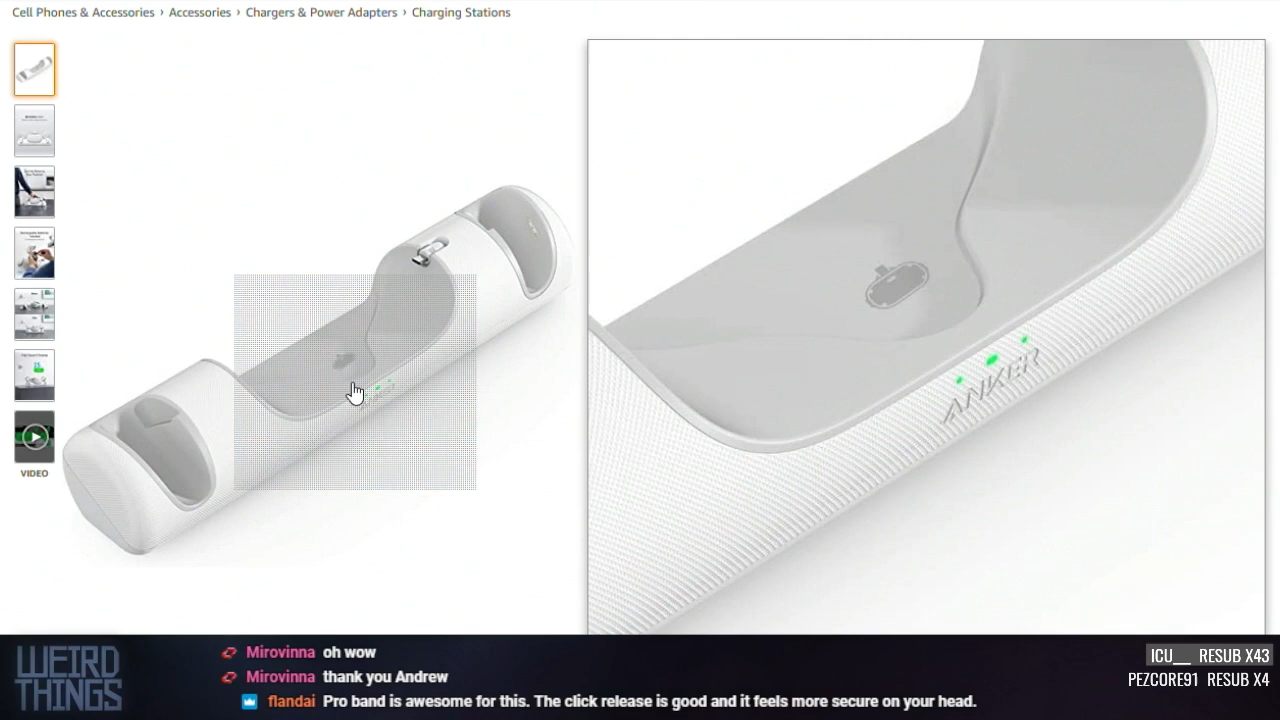 Cell Phones & Accessories › Accessories › Chargers & Power Adapters › Charging Stations
ANKER
VIDEO
WEIRD
THINGS
Mirovinna oh wow
Mirovinna thank you Andrew
flandai Pro band is awesome for this. The click release is good and it feels more secure on your head.
ICU__ RESUB X43
PEZCORE91 RESUB X4